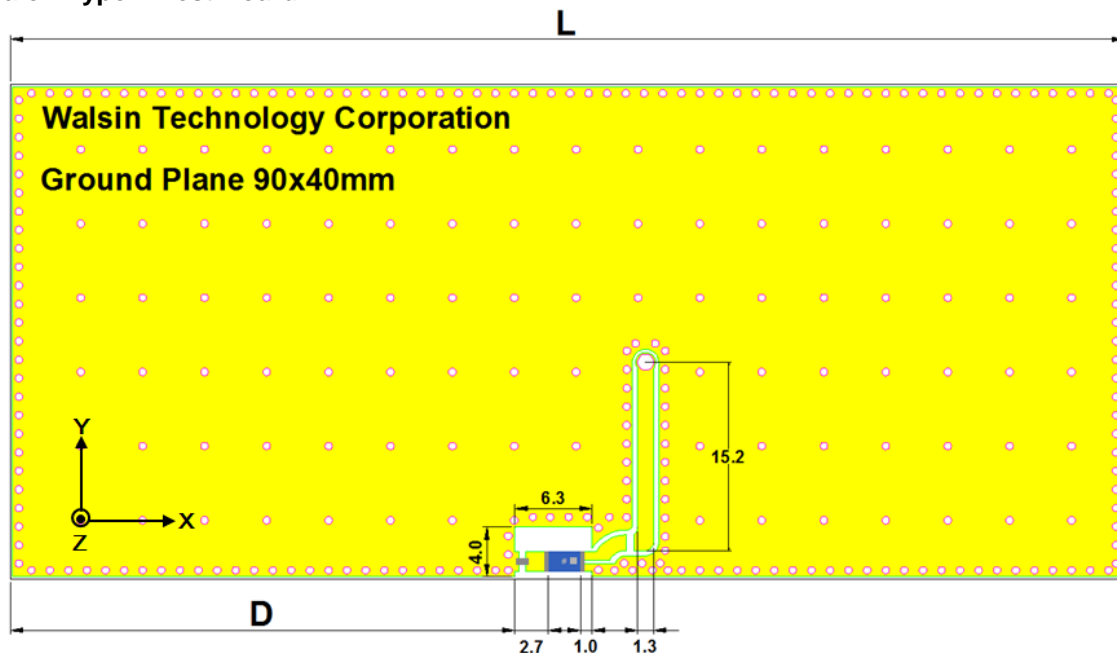 L
Walsin Technology Corporation
Ground Plane 90x40mm
15.2
Y
X
Z
6.3
4.0
D
2.7
1.0
1.3